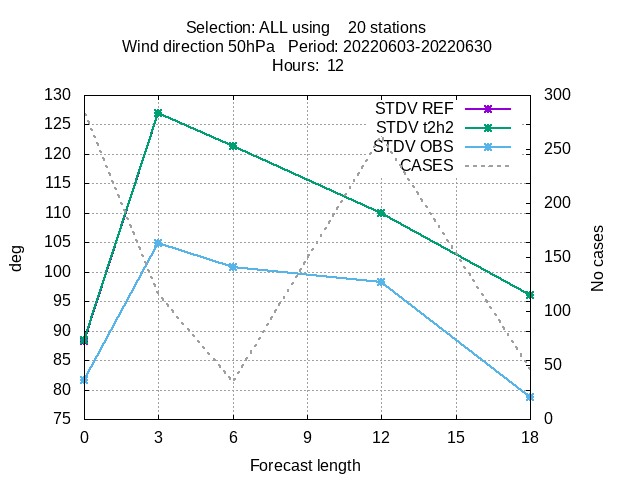 Selection: ALL using    20 stations
Wind direction 50hPa   Period: 20220603-20220630
Hours:  12
130 300
STDV REF
125
STDV t2h2
120 250
STDV OBS
CASES
115
110 200
105
100 150
95
90 100
85
80 50
75 0
deg
No cases
0 3 6 9 12 15 18
Forecast length